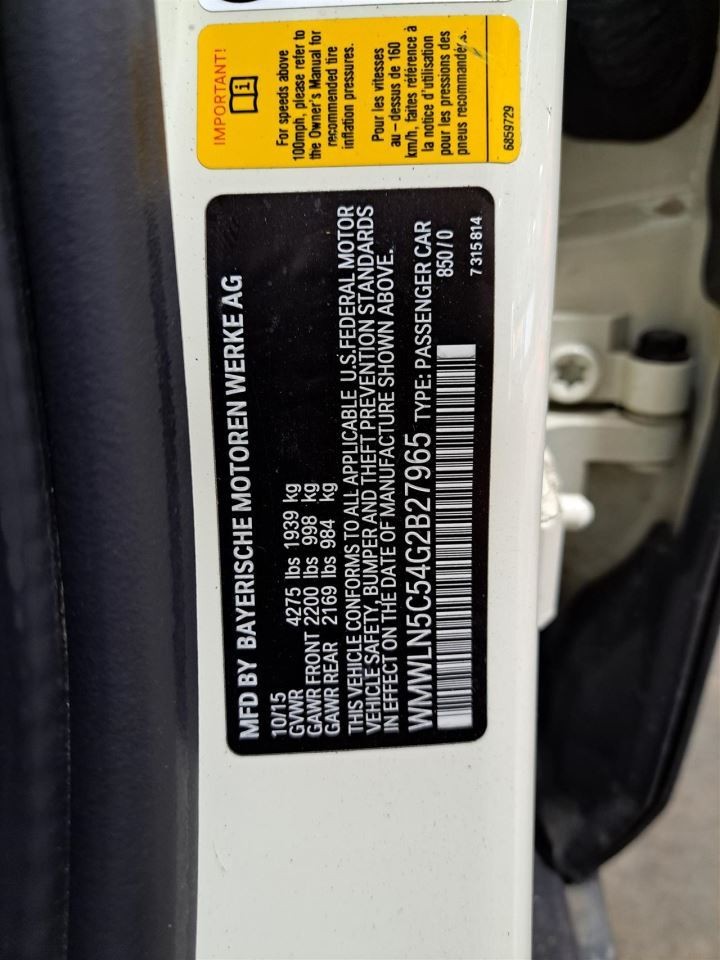 IMPORTANT!
For speeds above
100mph, please refer to
the Owner's Manual for
recommended tire
inflation pressures.
Pour les vitesses
au-dessus de 160
km/h, faites référence à
la notice d'utilisation
pour les pressions des
pneus recommandées.
6859729
MFD BY BAYERISCHE MOTOREN WERKE AG
10/15
GVWR 4275 lbs 1939 kg
GAWR FRONT 2200 lbs 998 kg
GAWR REAR 2169 lbs 984 kg
THIS VEHICLE CONFORMS TO ALL APPLICABLE U.S. FEDERAL MOTOR
VEHICLE SAFETY, BUMPER AND THEFT PREVENTION STANDARDS
IN EFFECT ON THE DATE OF MANUFACTURE SHOWN ABOVE.
WMWLN5C54G2B27965 TYPE: PASSENGER CAR
850/0
7315814